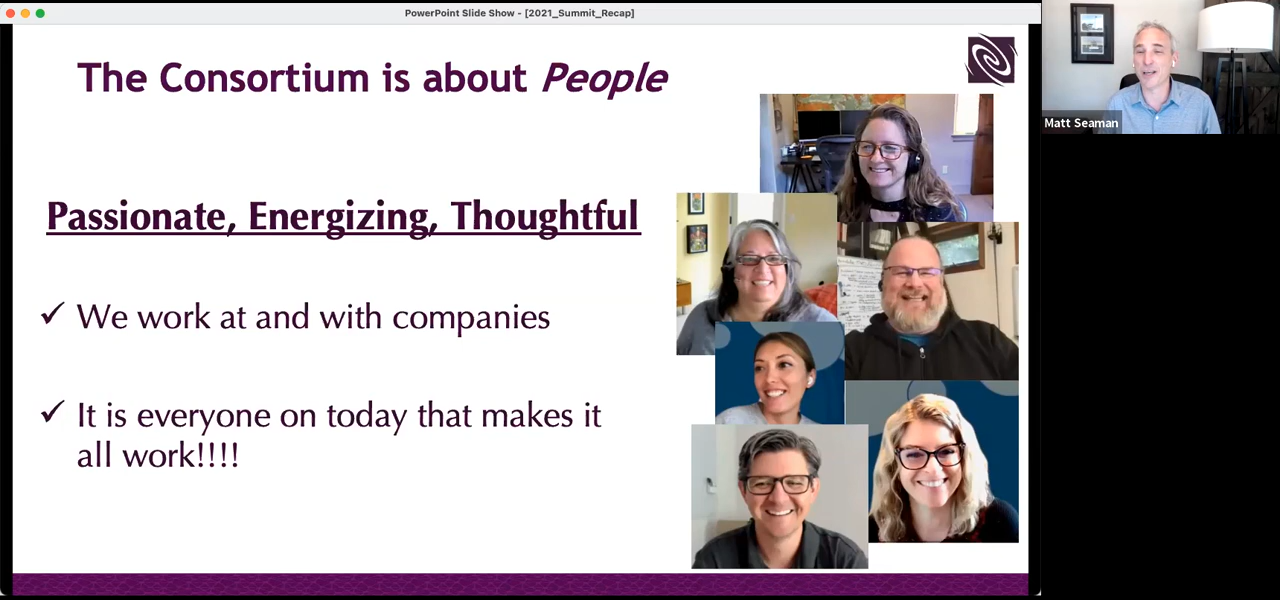 PowerPoint Slide Show - [2021_Summit_Recap]
The Consortium is about People
Matt Seaman
Passionate, Energizing, Thoughtful
✓ We work at and with companies
✓ It is everyone on today that makes it
all work!!!!